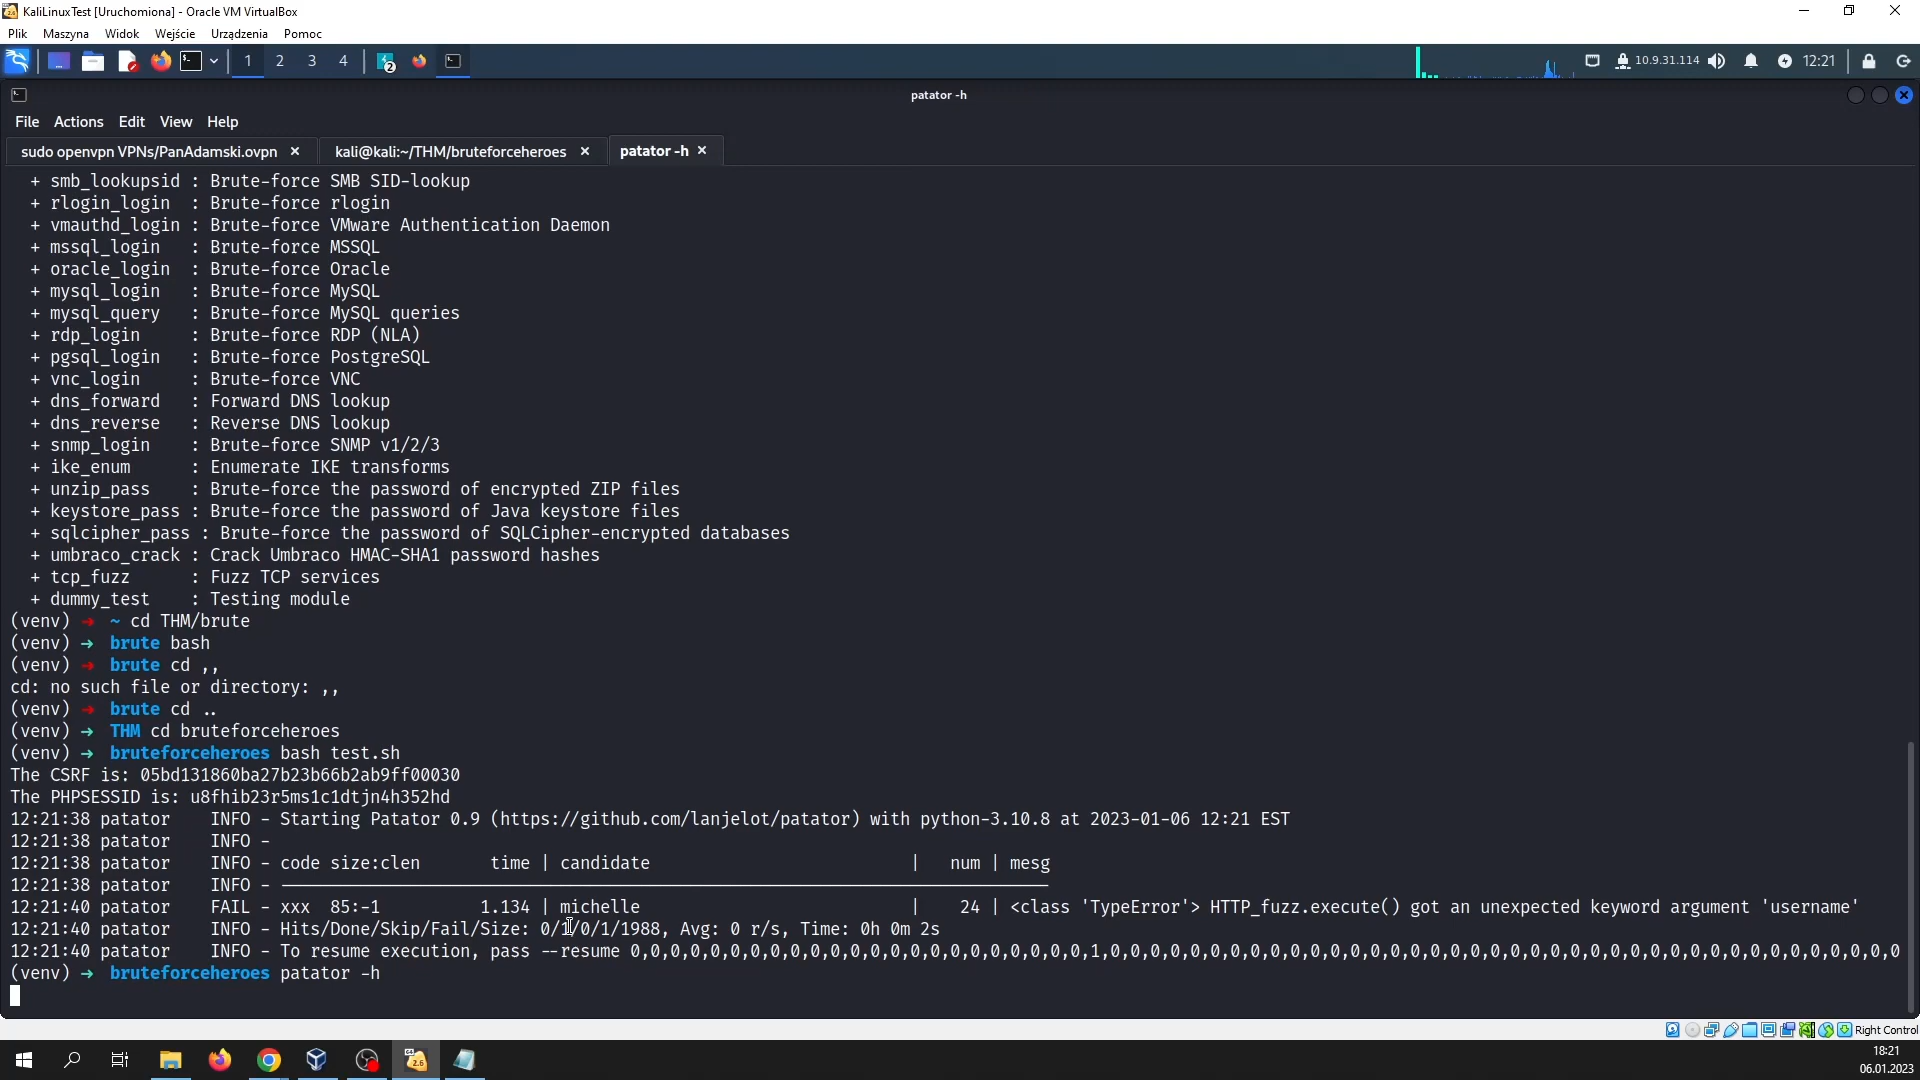 KaliLinuxTest [Uruchomiona] - Oracle VM VirtualBox
Plik Maszyna Widok Wejście Urządzenia Pomoc
1 2 3 4 2 10.9.31.114 12:21
patator -h
File Actions Edit View Help
sudo openvpn VPNs/PanAdamski.ovpn × kali@kali:~/THM/bruteforceheroes × patator -h ×
+ smb_lookupsid : Brute-force SMB SID-lookup
+ rlogin_login : Brute-force rlogin
+ vmauthd_login : Brute-force VMware Authentication Daemon
+ mssql_login : Brute-force MSSQL
+ oracle_login : Brute-force Oracle
+ mysql_login : Brute-force MySQL
+ mysql_query : Brute-force MySQL queries
+ rdp_login : Brute-force RDP (NLA)
+ pgsql_login : Brute-force PostgreSQL
+ vnc_login : Brute-force VNC
+ dns_forward : Forward DNS lookup
+ dns_reverse : Reverse DNS lookup
+ snmp_login : Brute-force SNMP v1/2/3
+ ike_enum : Enumerate IKE transforms
+ unzip_pass : Brute-force the password of encrypted ZIP files
+ keystore_pass : Brute-force the password of Java keystore files
+ sqlcipher_pass : Brute-force the password of SQLCipher-encrypted databases
+ umbraco_crack : Crack Umbraco HMAC-SHA1 password hashes
+ tcp_fuzz : Fuzz TCP services
+ dummy_test : Testing module
(venv) → ~ cd THM/brute
(venv) → brute bash
(venv) → brute cd ,,
cd: no such file or directory: ,,
(venv) → brute cd ..
(venv) → THM cd bruteforceheroes
(venv) → bruteforceheroes bash test.sh
The CSRF is: 05bd131860ba27b23b66b2ab9ff00030
The PHPSESSID is: u8fhib23r5ms1c1dtjn4h352hd
12:21:38 patator INFO - Starting Patator 0.9 (https://github.com/lanjelot/patator) with python-3.10.8 at 2023-01-06 12:21 EST
12:21:38 patator INFO -
12:21:38 patator INFO - code size:clen time | candidate | num | mesg
12:21:38 patator INFO - ─────────────────────────────────────────────
12:21:40 patator FAIL - xxx 85:-1 1.134 | michelle | 24 | <class 'TypeError'> HTTP_fuzz.execute() got an unexpected keyword argument 'username'
12:21:40 patator INFO - Hits/Done/Skip/Fail/Size: 0/1/0/1/1988, Avg: 0 r/s, Time: 0h 0m 2s
12:21:40 patator INFO - To resume execution, pass --resume 0,0,0,0,0,0,0,0,0,0,0,0,0,0,0,0,0,0,0,0,0,0,0,1,0,0,0,0,0,0,0,0,0,0,0,0,0,0,0,0,0,0,0,0,0,0,0,0,0,0,0,0,0,0,0,0,0,0,0,0,0,0,0,0
(venv) → bruteforceheroes patator -h
Right Control
2.6
18:21
06.01.2023